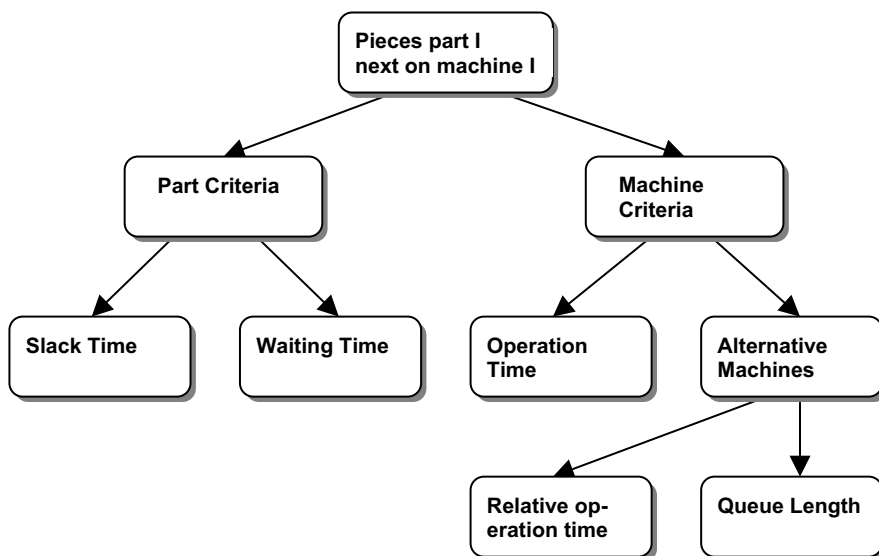 Pieces part I
next on machine I
Part Criteria
Machine
Criteria
Slack Time
Waiting Time
Operation
Time
Alternative
Machines
Relative op-
eration time
Queue Length